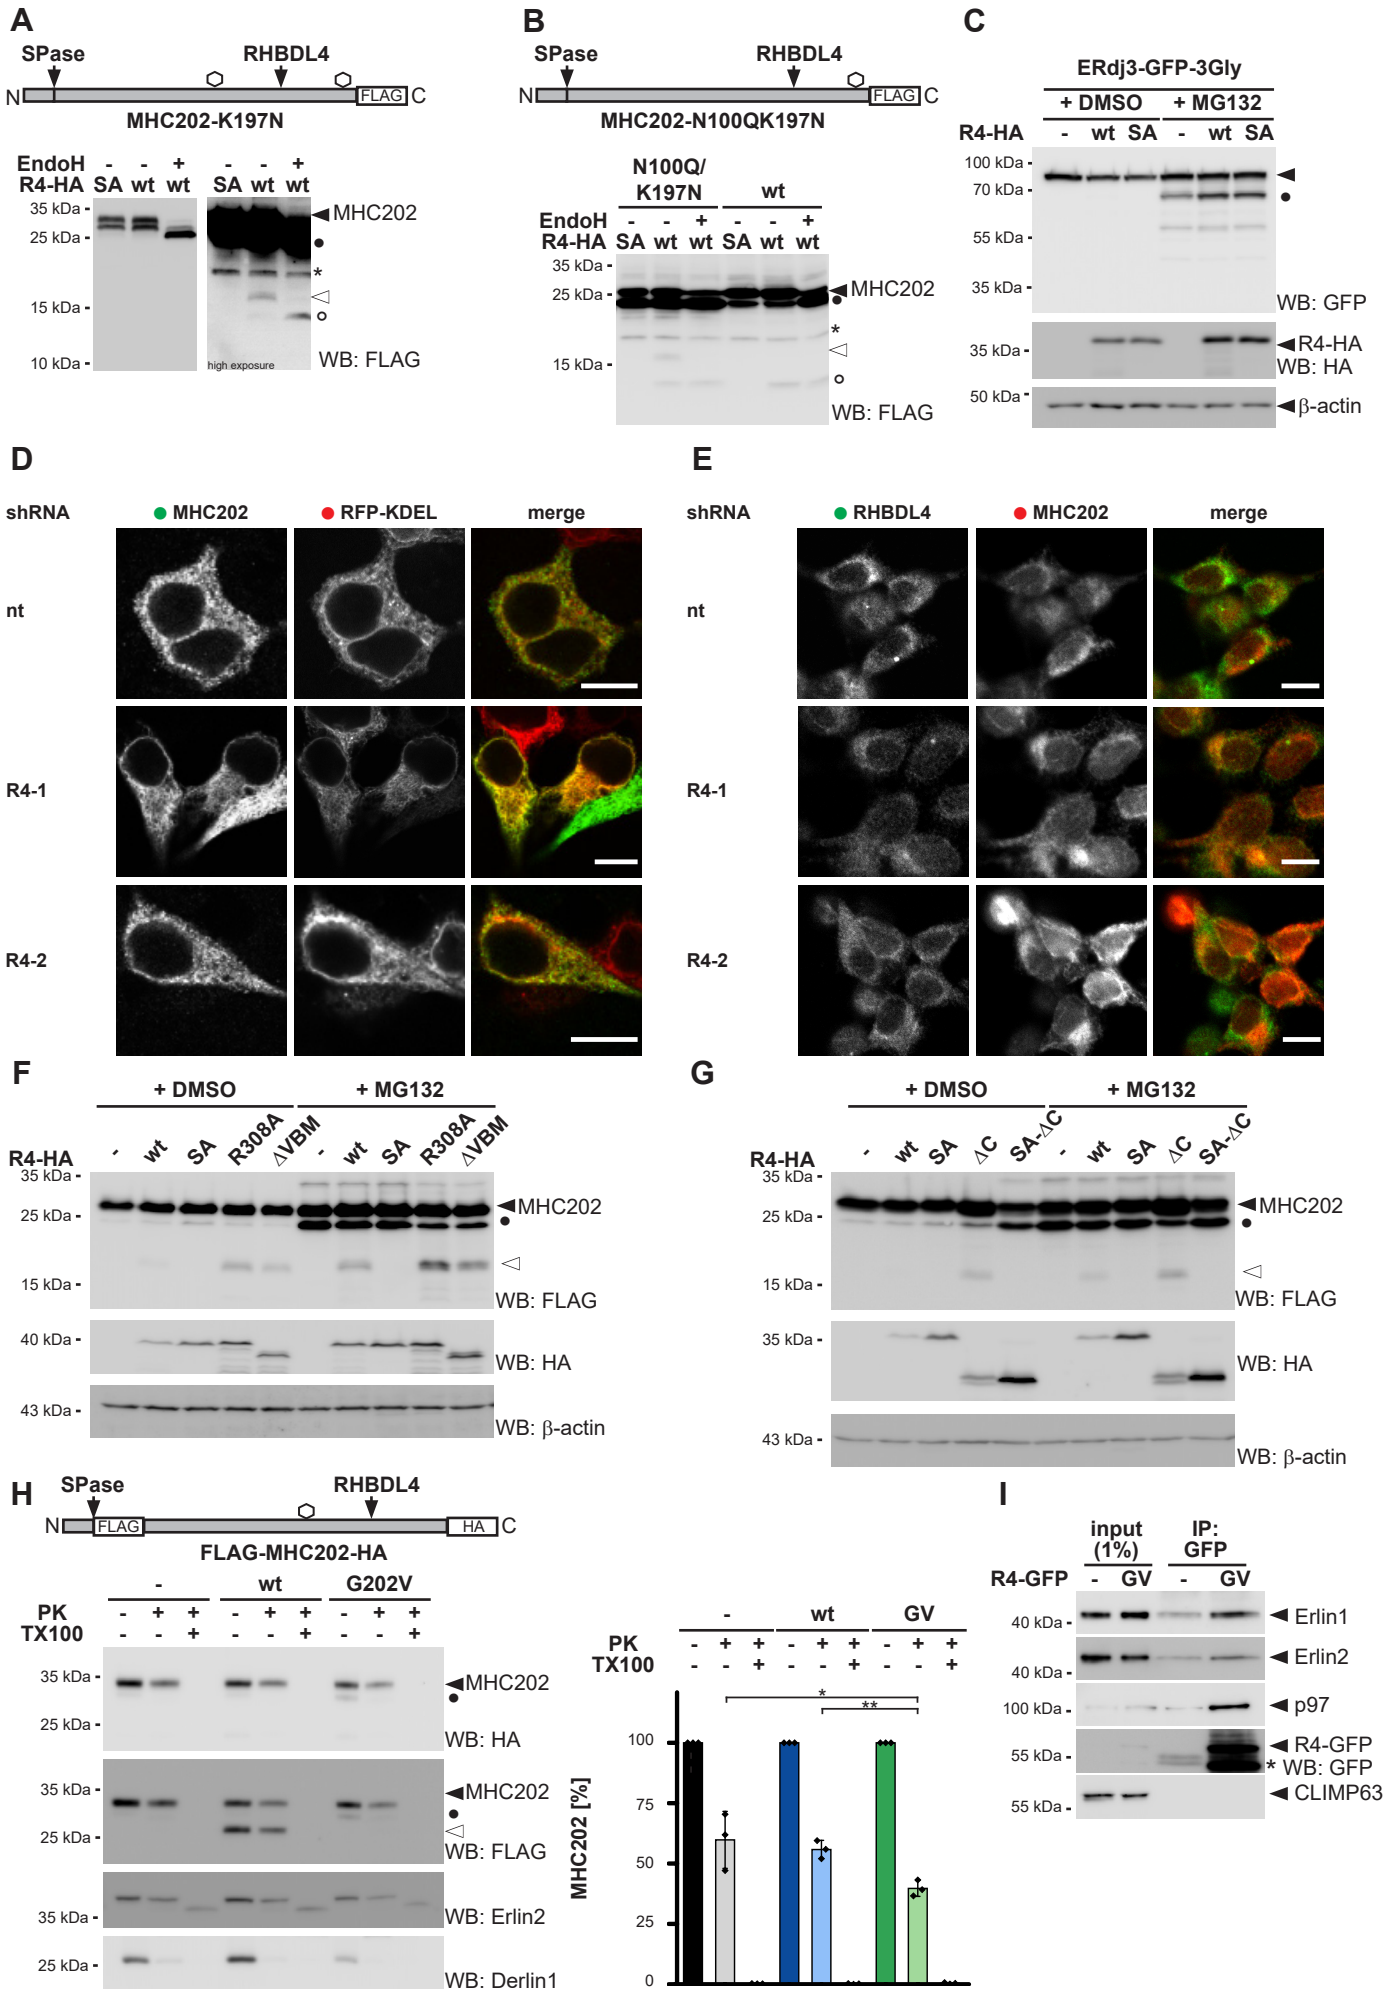 A
SPase
RHBDL4
N
FLAG
C
MHC202-K197N
EndoH - - + - - +
R4-HA SA wt wt SA wt wt
35 kDa -
25 kDa -
15 kDa -
10 kDa -
MHC202
*
high exposure
WB: FLAG
B
SPase
RHBDL4
N
FLAG
C
MHC202-N100QK197N
N100Q/
K197N
wt
EndoH - - + - - +
R4-HA SA wt wt SA wt wt
35 kDa -
25 kDa -
15 kDa -
MHC202
*
WB: FLAG
C
ERdj3-GFP-3Gly
+ DMSO + MG132
R4-HA - wt SA - wt SA
100 kDa -
70 kDa -
55 kDa -
35 kDa -
WB: GFP
35 kDa -
R4-HA
WB: HA
50 kDa -
β-actin
D
shRNA MHC202 RFP-KDEL merge
nt
R4-1
R4-2
E
shRNA RHBDL4 MHC202 merge
nt
R4-1
R4-2
F
+ DMSO + MG132
R4-HA - wt SA R308A ΔVBM - wt SA R308A ΔVBM
35 kDa -
25 kDa -
15 kDa -
MHC202
WB: FLAG
40 kDa -
WB: HA
43 kDa -
WB: β-actin
G
+ DMSO + MG132
R4-HA - wt SA ΔC SA-ΔC - wt SA ΔC SA-ΔC
35 kDa -
25 kDa -
15 kDa -
MHC202
WB: FLAG
35 kDa -
WB: HA
43 kDa -
WB: β-actin
H
SPase
RHBDL4
N
FLAG
HA
C
FLAG-MHC202-HA
- wt G202V
PK - + + - + + - + +
TX100 - - + - - + - - +
35 kDa -
25 kDa -
MHC202
WB: HA
35 kDa -
25 kDa -
MHC202
WB: FLAG
35 kDa -
WB: Erlin2
25 kDa -
WB: Derlin1
- wt GV
PK - + + - + + - + +
TX100 - - + - - + - - +
*
**
MHC202 [%]
100
75
50
25
0
I
input
(1%)
IP:
GFP
R4-GFP - GV - GV
40 kDa -
Erlin1
40 kDa -
Erlin2
100 kDa -
p97
55 kDa -
R4-GFP
* WB: GFP
55 kDa -
CLIMP63